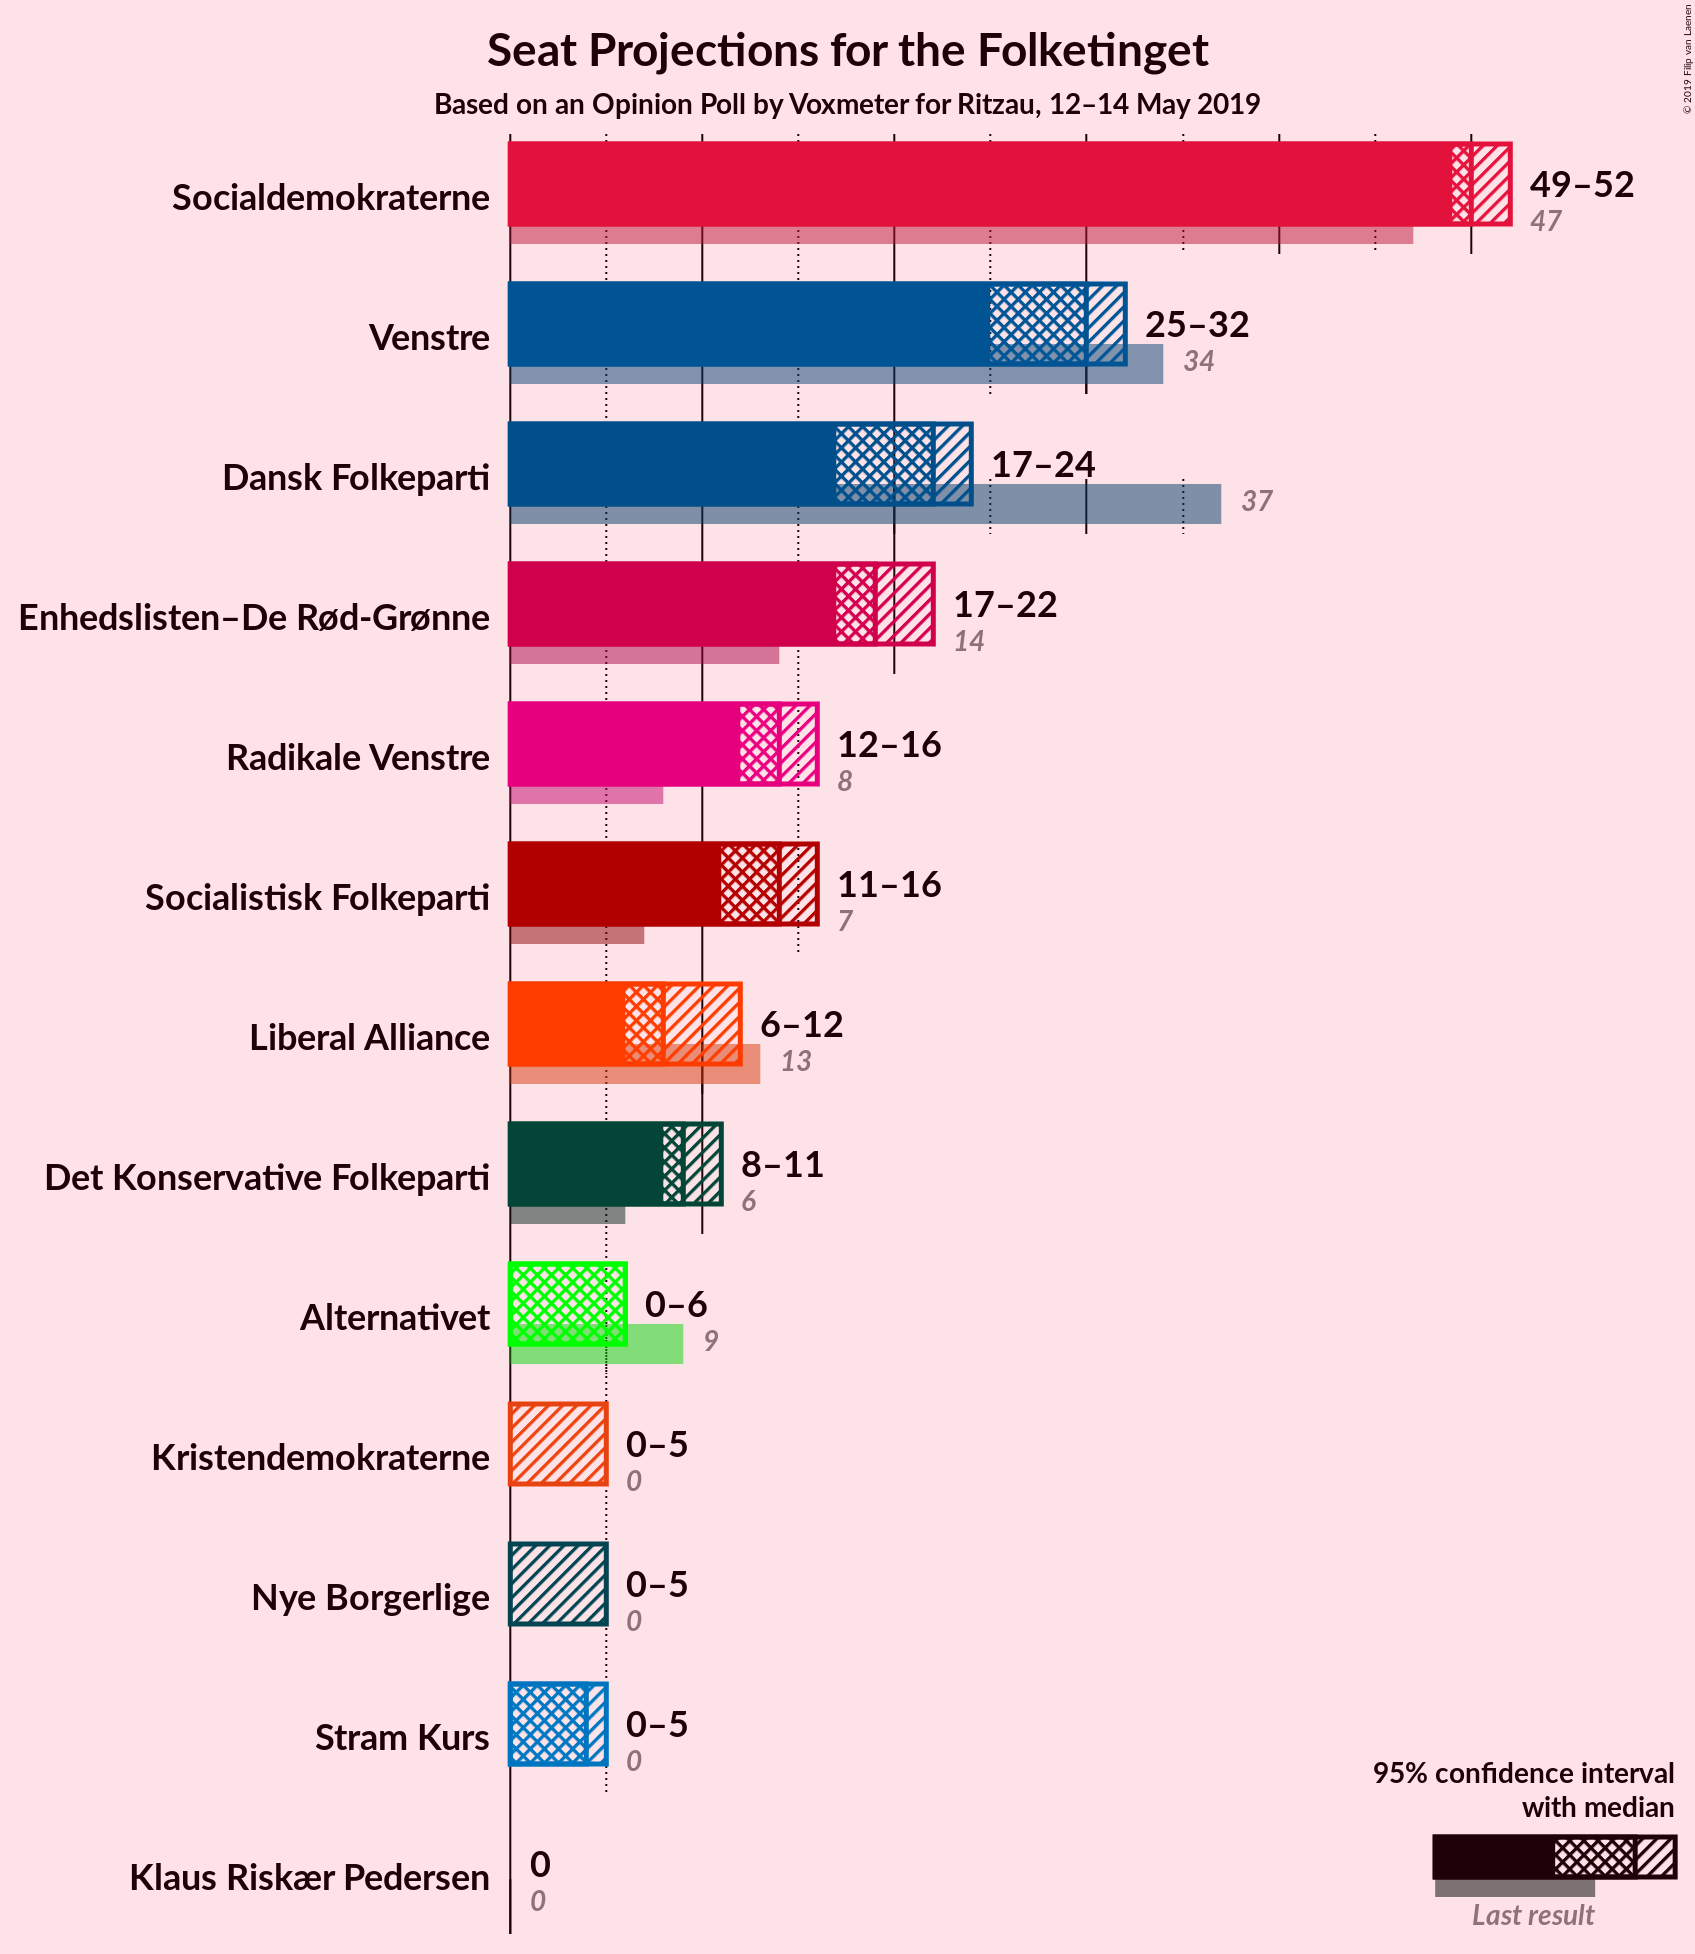 Seat Projections for the Folketinget
Based on an Opinion Poll by Voxmeter for Ritzau, 12–14 May 2019
© 2019 Filip van Laenen
Socialdemokraterne
49–52
47
Venstre
25–32
34
Dansk Folkeparti
17–24
37
Enhedslisten–De Rød-Grønne
17–22
14
Radikale Venstre
12–16
8
Socialistisk Folkeparti
11–16
7
Liberal Alliance
6–12
13
Det Konservative Folkeparti
8–11
6
Alternativet
0–6
9
Kristendemokraterne
0–5
0
Nye Borgerlige
0–5
0
Stram Kurs
0–5
0
Klaus Riskær Pedersen
0
0
95% confidence interval
with median
Last result